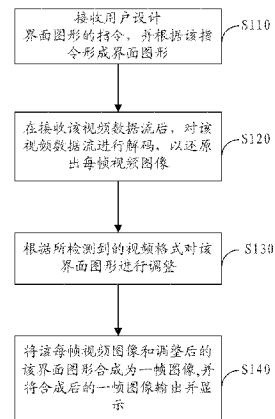 接收用户设计
界面图形的指令,并根据该指
令形成界面图形
S110
在接收该视频数据流后，对该
视频数据流进行解码，以还原
出每帧视频图像
S120
根据所检测到的视频格式对该
界面图形进行调整
S130
将该每帧视频图像和调整后的
该界面图形合成为一帧图像,并
将合成后的一帧图像输出并显
示
S140